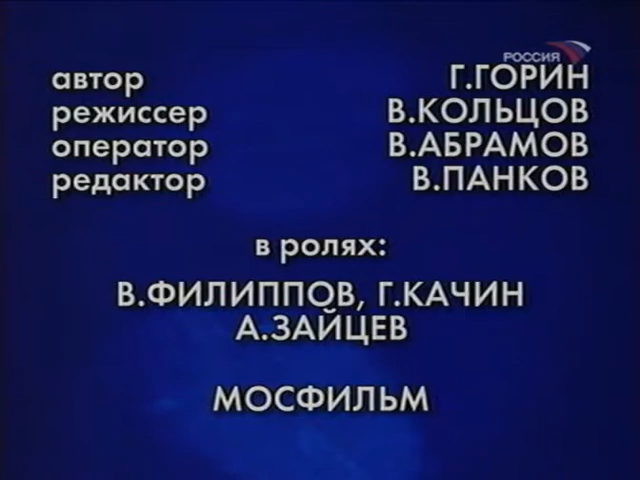 РОССИЯ
автор Г.ГОРИН
режиссер В.КОЛЬЦОВ
оператор В.АБРАМОВ
редактор В.ПАНКОВ
в ролях:
В.ФИЛИППОВ, Г.КАЧИН
А.ЗАЙЦЕВ
МОСФИЛЬМ